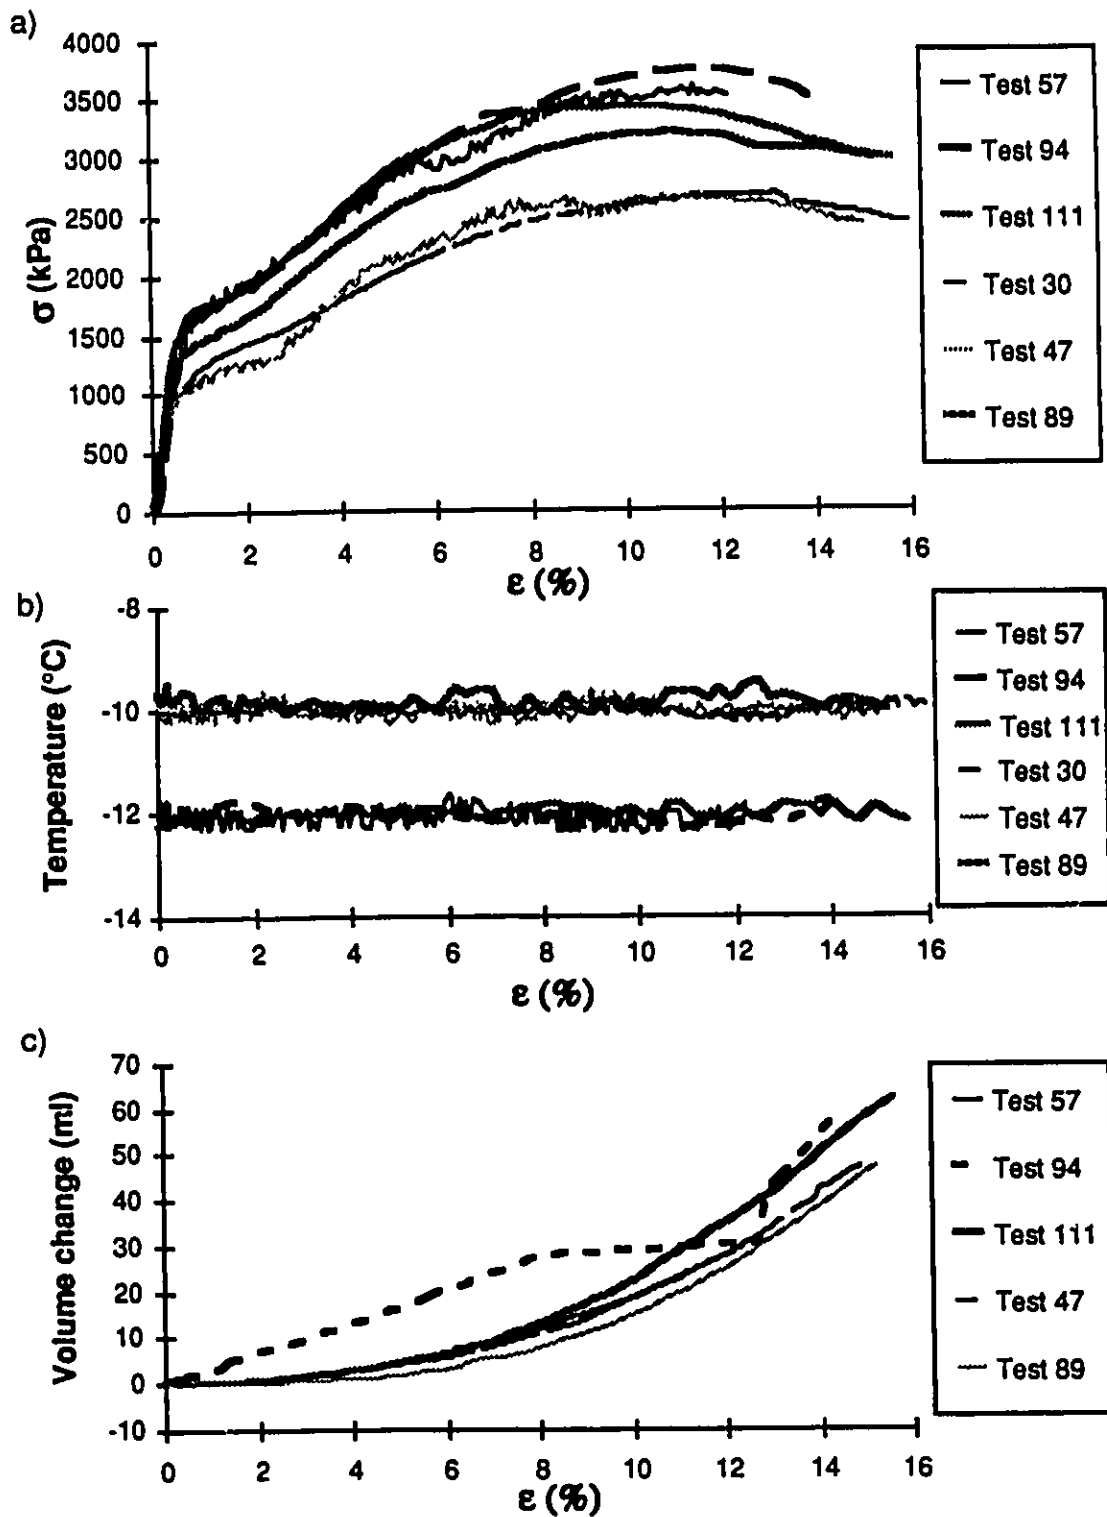 a)
4000
3500
3000
2500
2000
1500
1000
500
0
σ (kPa)
0 2 4 6 8 10 12 14 16
ε (%)
Test 57
Test 94
Test 111
Test 30
Test 47
Test 89
b)
-8
-10
-12
-14
Temperature (°C)
0 2 4 6 8 10 12 14 16
ε (%)
Test 57
Test 94
Test 111
Test 30
Test 47
Test 89
c)
70
60
50
40
30
20
10
0
-10
Volume change (ml)
0 2 4 6 8 10 12 14 16
ε (%)
Test 57
Test 94
Test 111
Test 47
Test 89